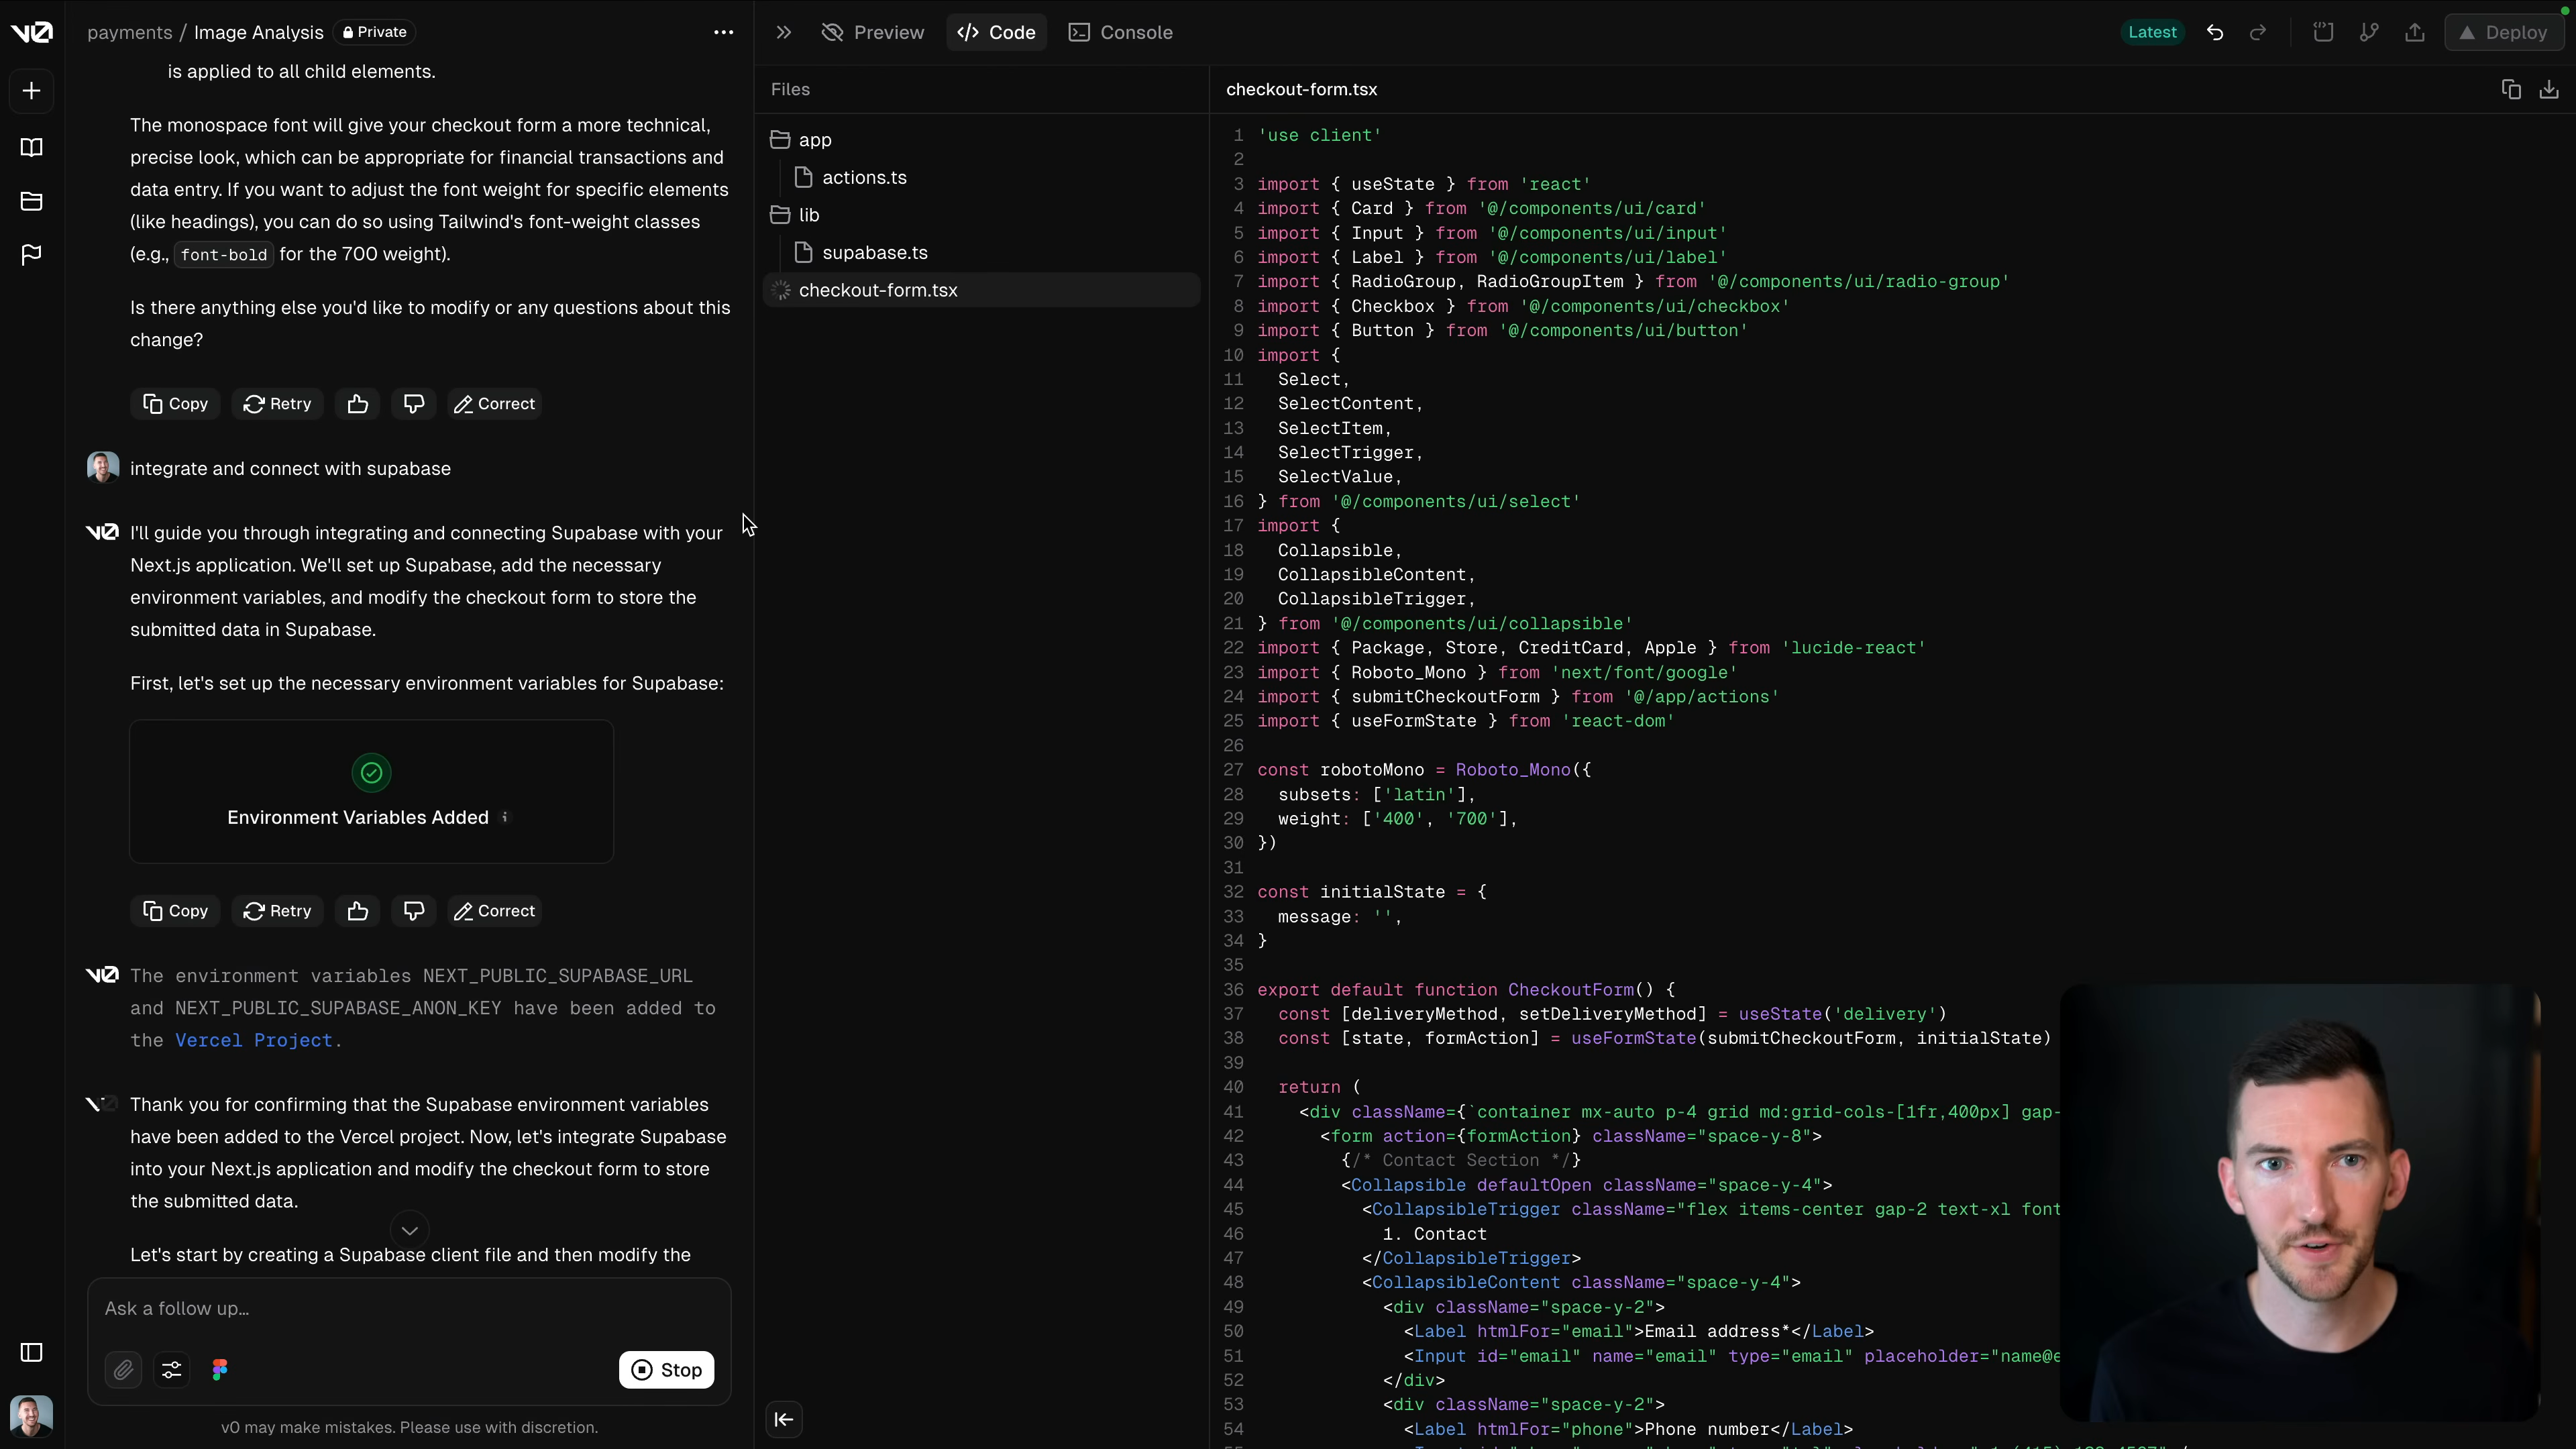 v0
payments / Image Analysis
Private
is applied to all child elements.
The monospace font will give your checkout form a more technical,
precise look, which can be appropriate for financial transactions and
data entry. If you want to adjust the font weight for specific elements
(like headings), you can do so using Tailwind's font-weight classes
(e.g., font-bold for the 700 weight).
Is there anything else you'd like to modify or any questions about this
change?
Copy
Retry
Correct
integrate and connect with supabase
v0
I'll guide you through integrating and connecting Supabase with your
Next.js application. We'll set up Supabase, add the necessary
environment variables, and modify the checkout form to store the
submitted data in Supabase.
First, let's set up the necessary environment variables for Supabase:
Environment Variables Added
Copy
Retry
Correct
v0
The environment variables NEXT_PUBLIC_SUPABASE_URL
and NEXT_PUBLIC_SUPABASE_ANON_KEY have been added to
the Vercel Project.
Thank you for confirming that the Supabase environment variables
have been added to the Vercel project. Now, let's integrate Supabase
into your Next.js application and modify the checkout form to store
the submitted data.
Let's start by creating a Supabase client file and then modify the
Ask a follow up...
Stop
v0 may make mistakes. Please use with discretion.
Preview
Code
Console
Latest
Deploy
Files
app
actions.ts
lib
supabase.ts
checkout-form.tsx
checkout-form.tsx
1 'use client'
2
3 import { useState } from 'react'
4 import { Card } from '@/components/ui/card'
5 import { Input } from '@/components/ui/input'
6 import { Label } from '@/components/ui/label'
7 import { RadioGroup, RadioGroupItem } from '@/components/ui/radio-group'
8 import { Checkbox } from '@/components/ui/checkbox'
9 import { Button } from '@/components/ui/button'
10 import {
11 Select,
12 SelectContent,
13 SelectItem,
14 SelectTrigger,
15 SelectValue,
16 } from '@/components/ui/select'
17 import {
18 Collapsible,
19 CollapsibleContent,
20 CollapsibleTrigger,
21 } from '@/components/ui/collapsible'
22 import { Package, Store, CreditCard, Apple } from 'lucide-react'
23 import { Roboto_Mono } from 'next/font/google'
24 import { submitCheckoutForm } from '@/app/actions'
25 import { useFormState } from 'react-dom'
26
27 const robotoMono = Roboto_Mono({
28 subsets: ['latin'],
29 weight: ['400', '700'],
30 })
31
32 const initialState = {
33 message: '',
34 }
35
36 export default function CheckoutForm() {
37 const [deliveryMethod, setDeliveryMethod] = useState('delivery')
38 const [state, formAction] = useFormState(submitCheckoutForm, initialState)
39
40 return (
41 <div className={`container mx-auto p-4 grid md:grid-cols-[1fr,400px] gap-
42 <form action={formAction} className="space-y-8">
43 {/* Contact Section */}
44 <Collapsible defaultOpen className="space-y-4">
45 <CollapsibleTrigger className="flex items-center gap-2 text-xl font
46 1. Contact
47 </CollapsibleTrigger>
48 <CollapsibleContent className="space-y-4">
49 <div className="space-y-2">
50 <Label htmlFor="email">Email address*</Label>
51 <Input id="email" name="email" type="email" placeholder="name@e
52 </div>
53 <div className="space-y-2">
54 <Label htmlFor="phone">Phone number</Label>